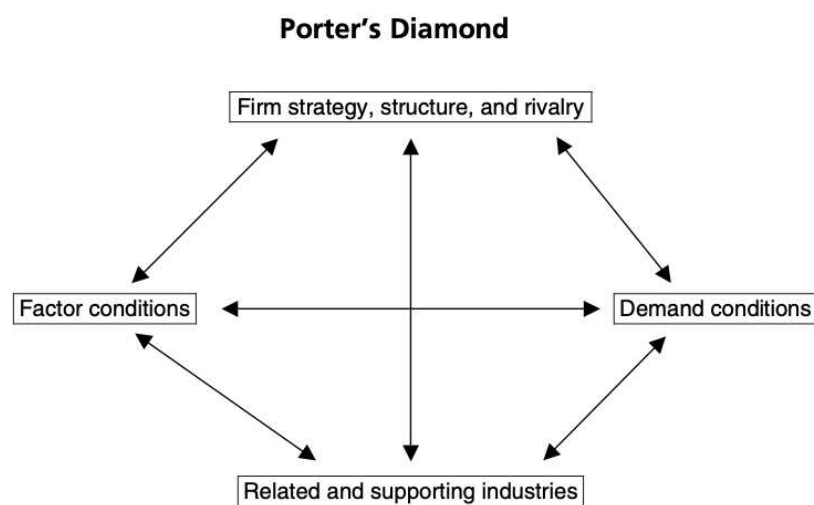 Porter's Diamond
Firm strategy, structure, and rivalry
Factor conditions
Demand conditions
Related and supporting industries